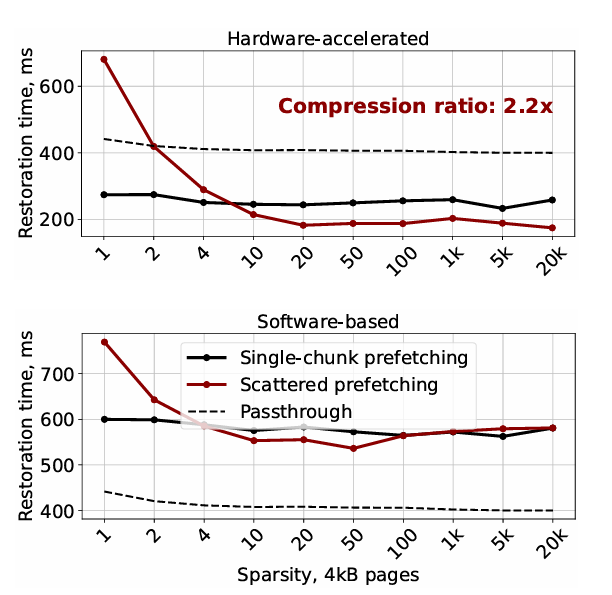 Hardware-accelerated
Restoration time, ms
600
400
200
Compression ratio: 2.2x
1 2 4 10 20 50 100 1k 5k 20k
Software-based
Restoration time, ms
700
600
500
400
Single-chunk prefetching
Scattered prefetching
Passthrough
1 2 4 10 20 50 100 1k 5k 20k
Sparsity, 4kB pages